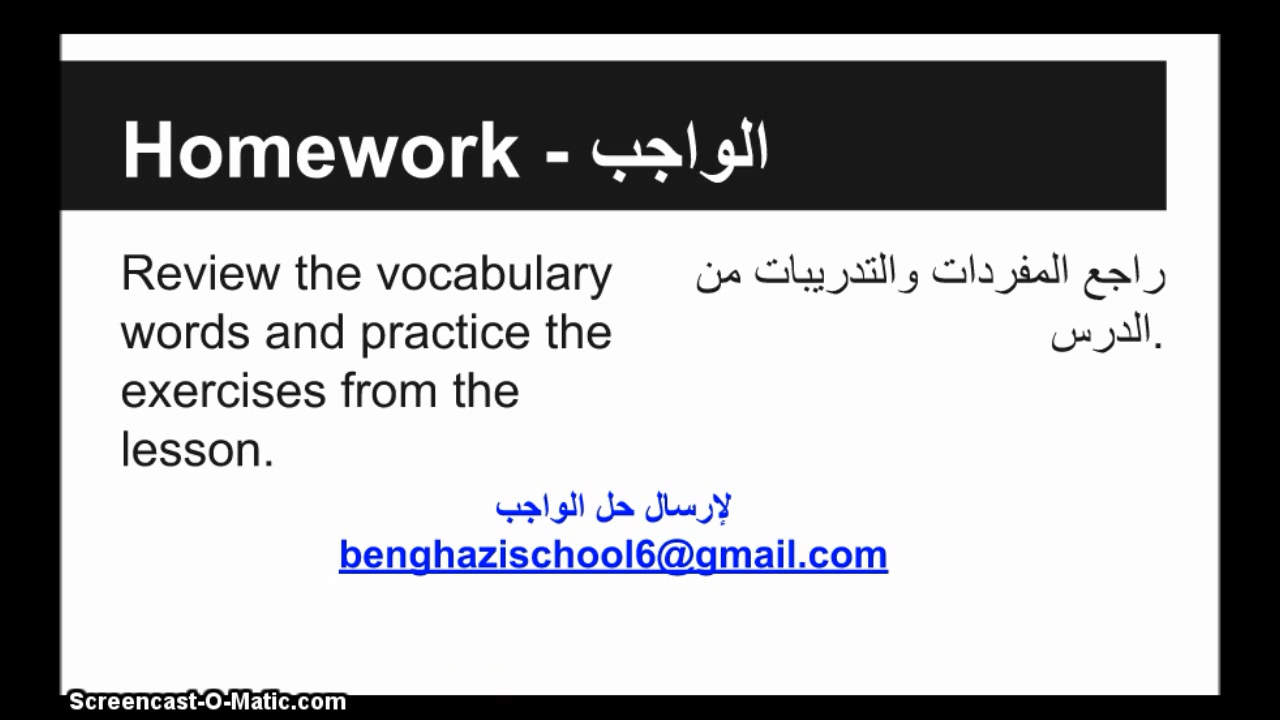 Homework - الواجب
Review the vocabulary
words and practice the
exercises from the
lesson.
راجع المفردات والتدريبات من
الدرس.
لإرسال حل الواجب
benghazischool6@gmail.com
Screencast-O-Matic.com